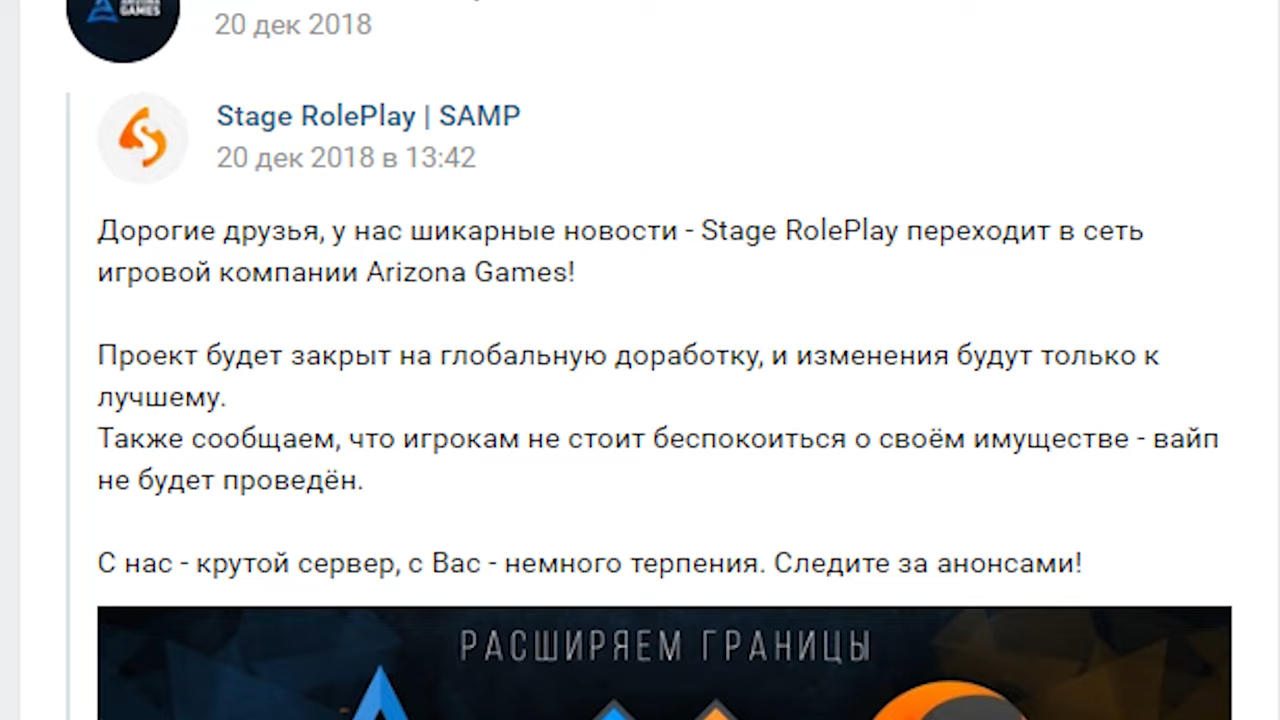 GAMES
20 дек 2018
Stage RolePlay | SAMP
20 дек 2018 в 13:42
Дорогие друзья, у нас шикарные новости - Stage RolePlay переходит в сеть
игровой компании Arizona Games!
Проект будет закрыт на глобальную доработку, и изменения будут только к
лучшему.
Также сообщаем, что игрокам не стоит беспокоиться о своём имуществе - вайп
не будет проведён.
С нас - крутой сервер, с Вас - немного терпения. Следите за анонсами!
РАСШИРЯЕМ ГРАНИЦЫ